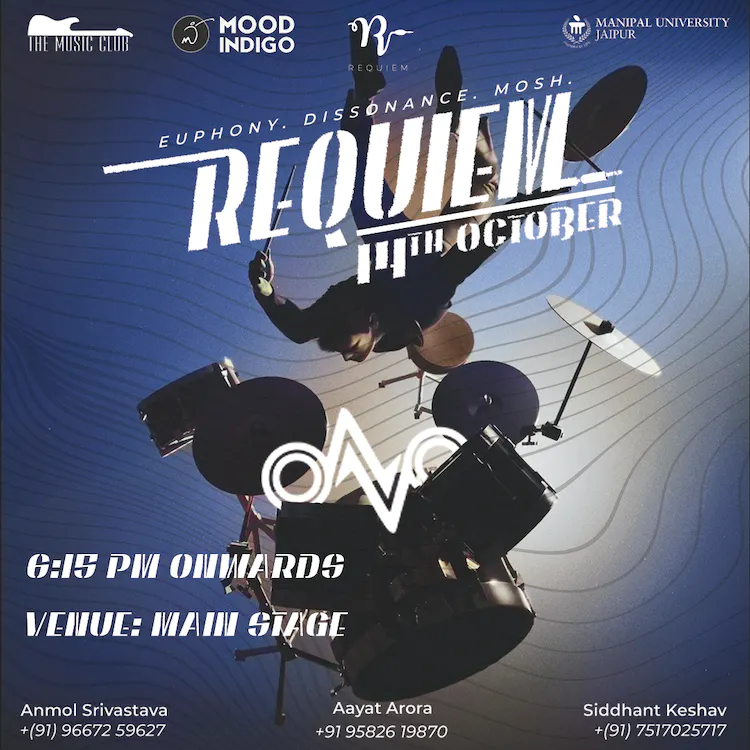 THE MUSIC CLUB
MOOD
INDIGO
REQUIEM
MANIPAL UNIVERSITY
JAIPUR
EUPHONY. DISSONANCE. MOSH.
REQUIEM
14TH OCTOBER
6:15 PM ONWARDS
VENUE: MAIN STAGE
Anmol Srivastava
+(91) 96672 59627
Aayat Arora
+91 95826 19870
Siddhant Keshav
+(91) 7517025717